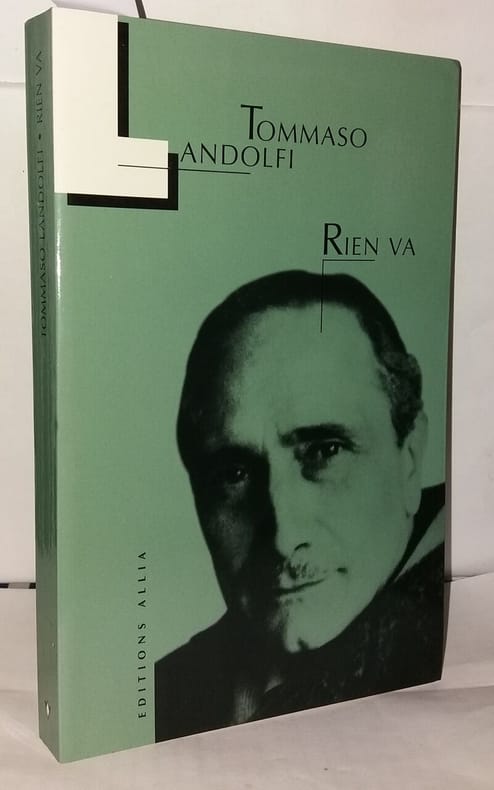 TOMMASO
LANDOLFI
RIEN VA
EDITIONS ALLIA
TOMMASO LANDOLFI • RIEN VA